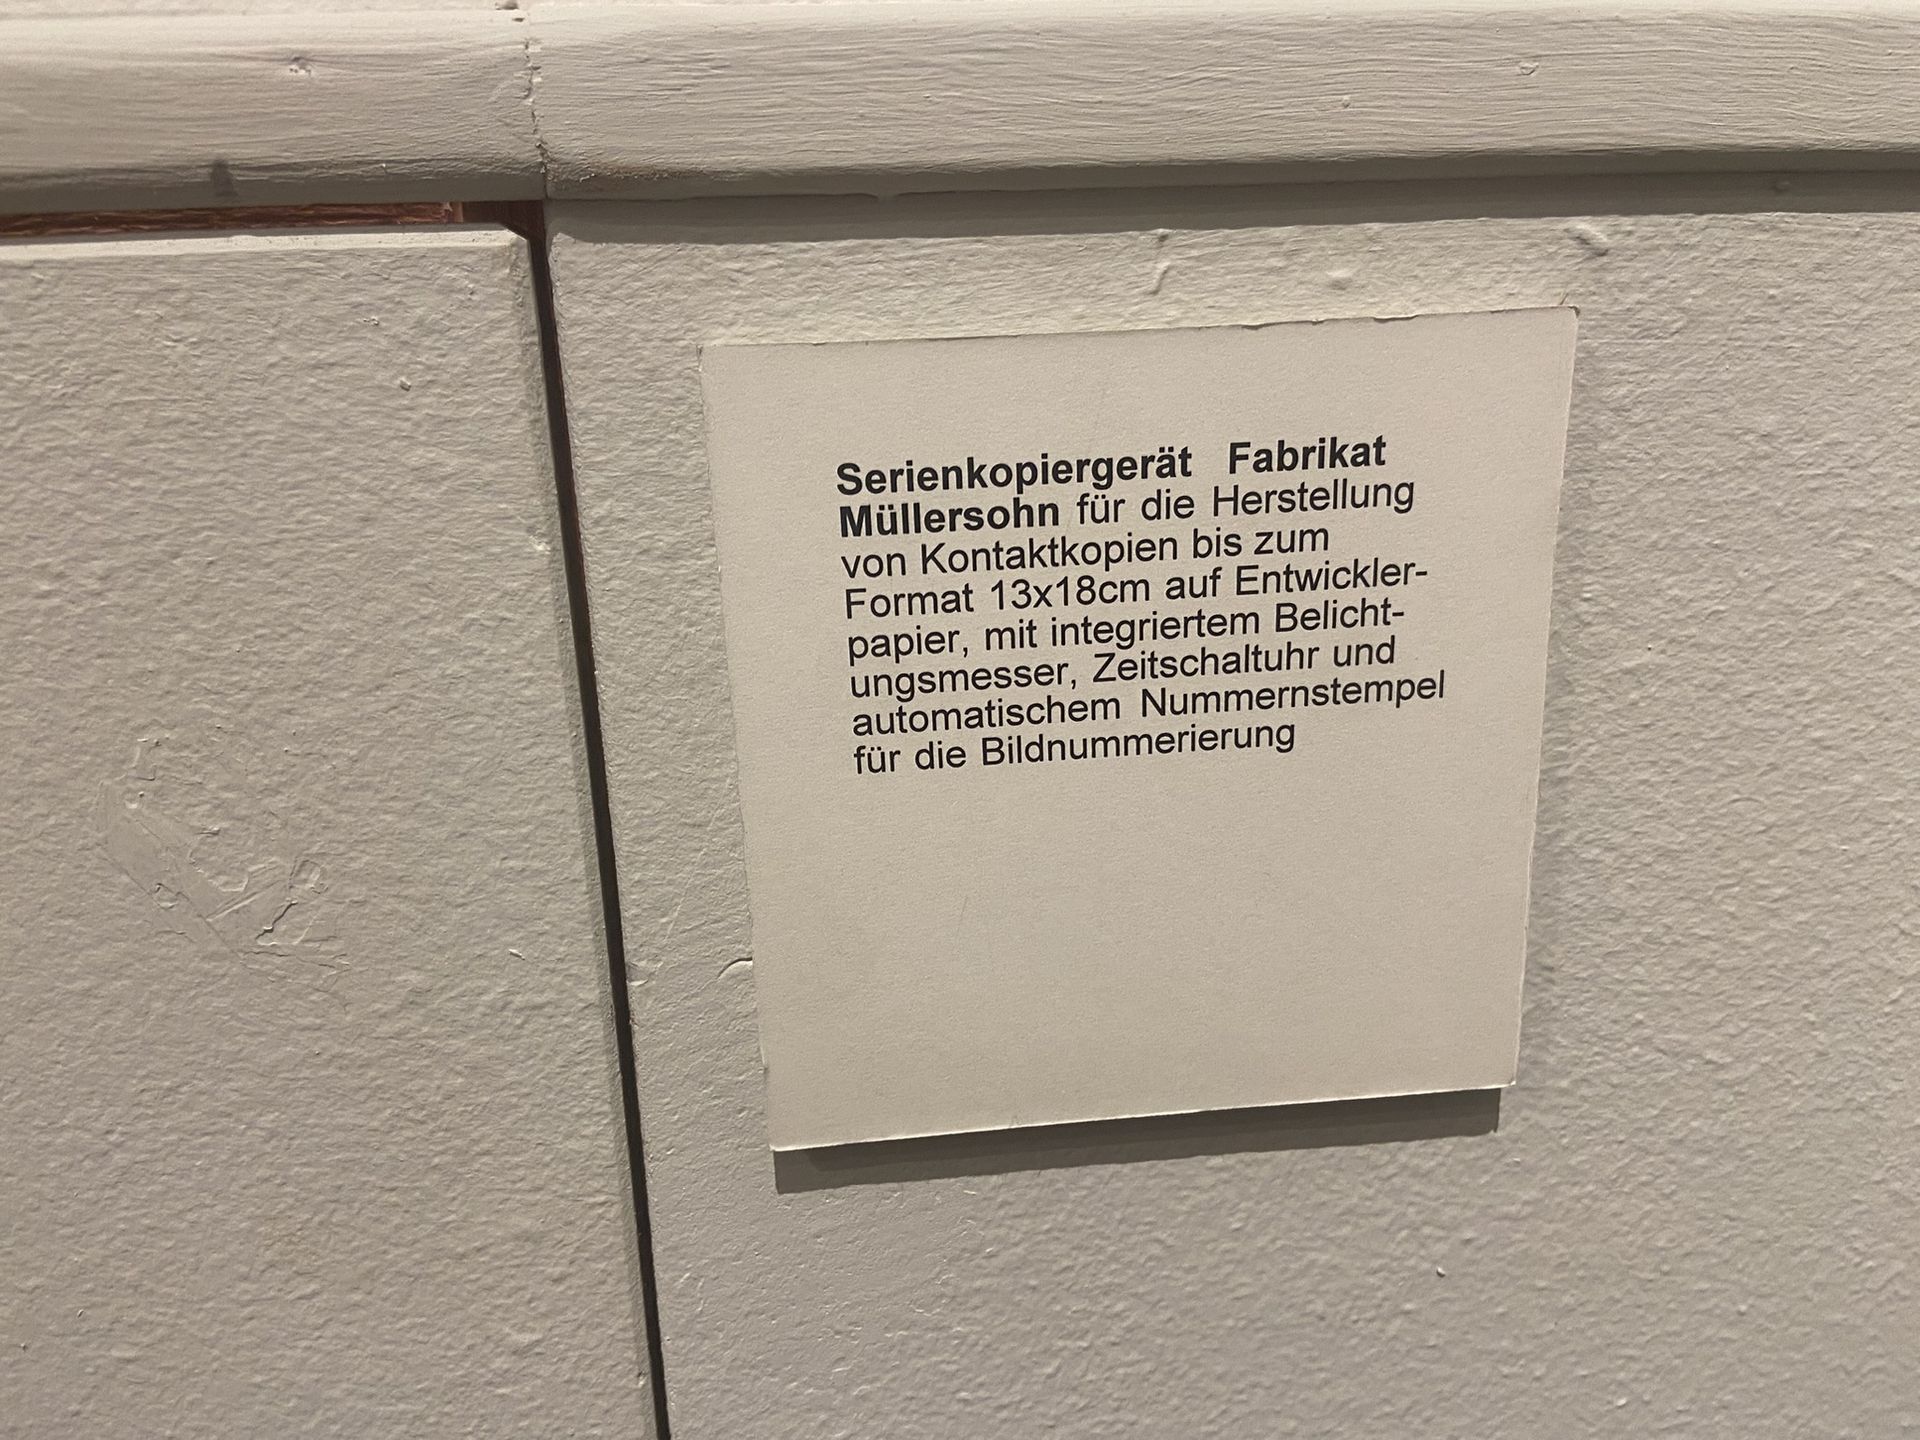 Serienkopiergerät Fabrikat
Müllersohn für die Herstellung
von Kontaktkopien bis zum
Format 13x18cm auf Entwickler-
papier, mit integriertem Belicht-
ungsmesser, Zeitschaltuhr und
automatischem Nummernstempel
für die Bildnummerierung